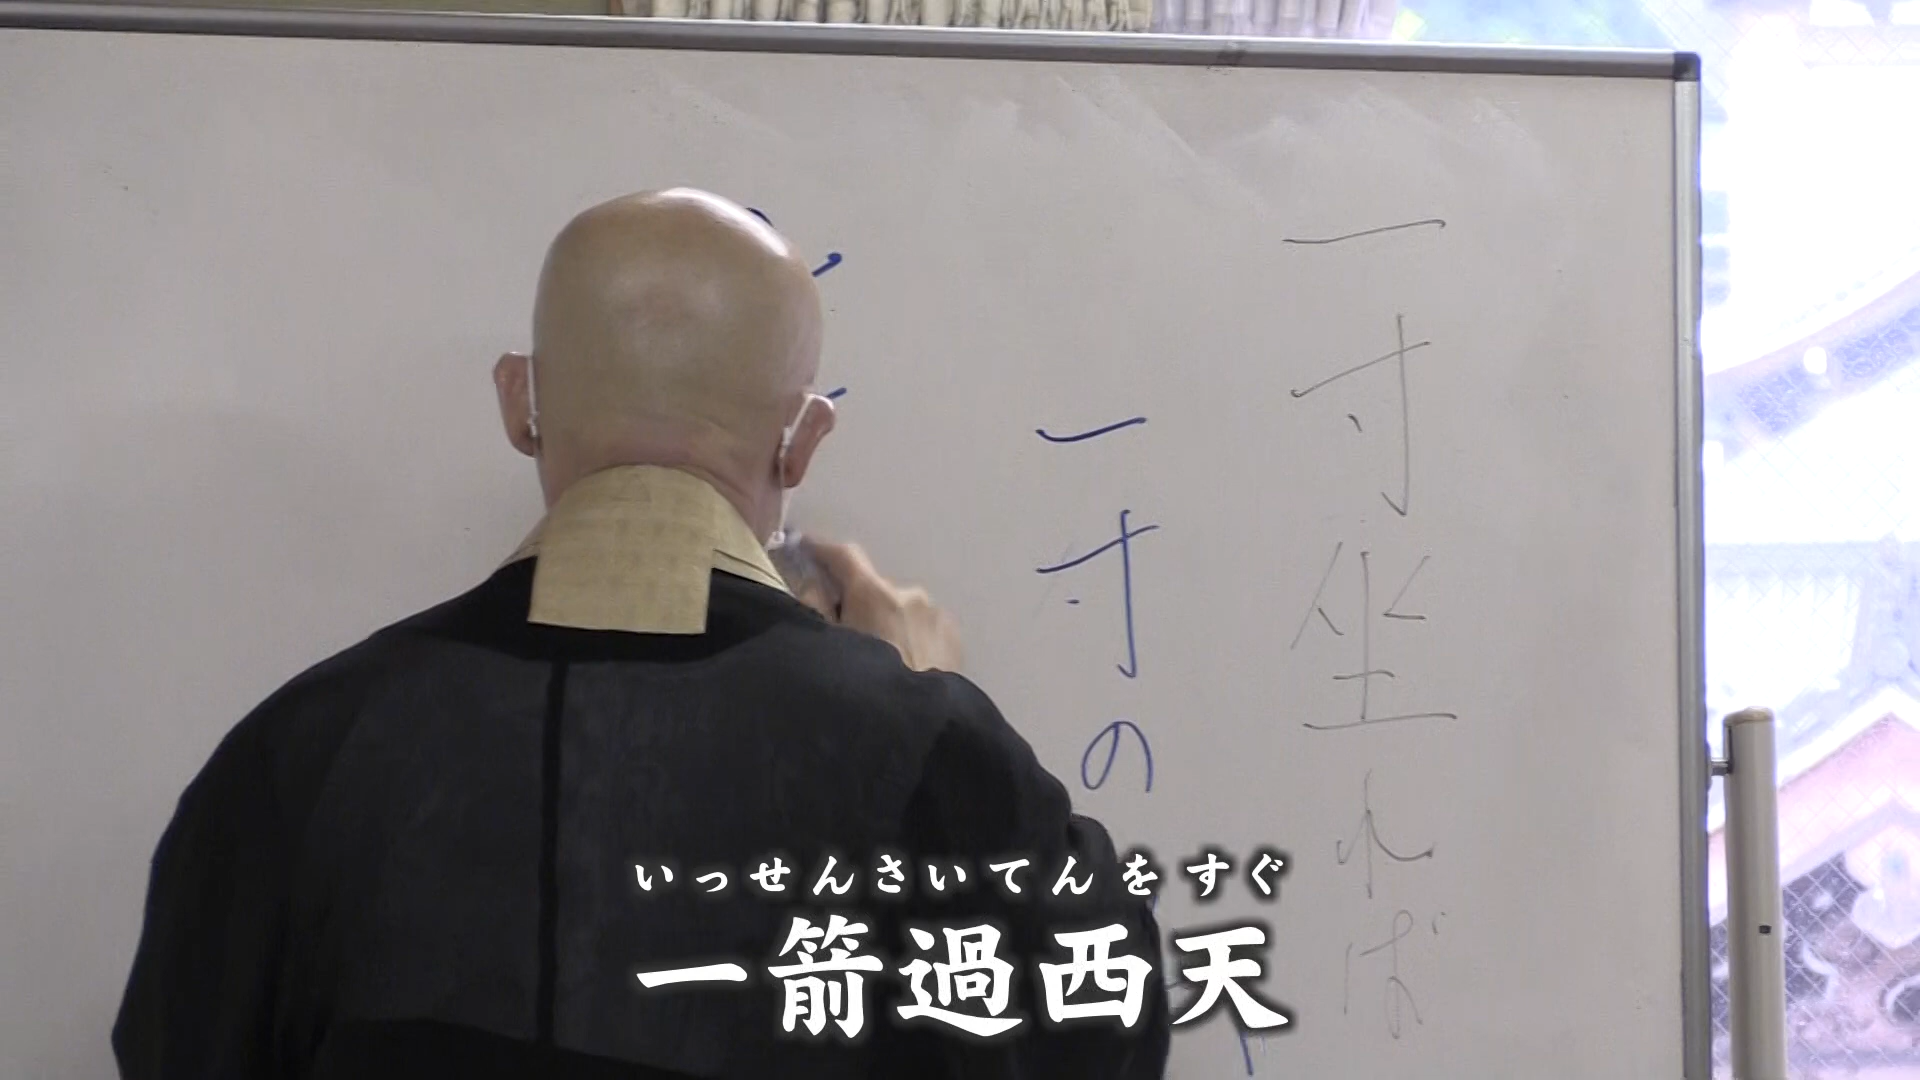 一寸坐れば
一寸の
いっせんさいてんをすぐ
一箭過西天